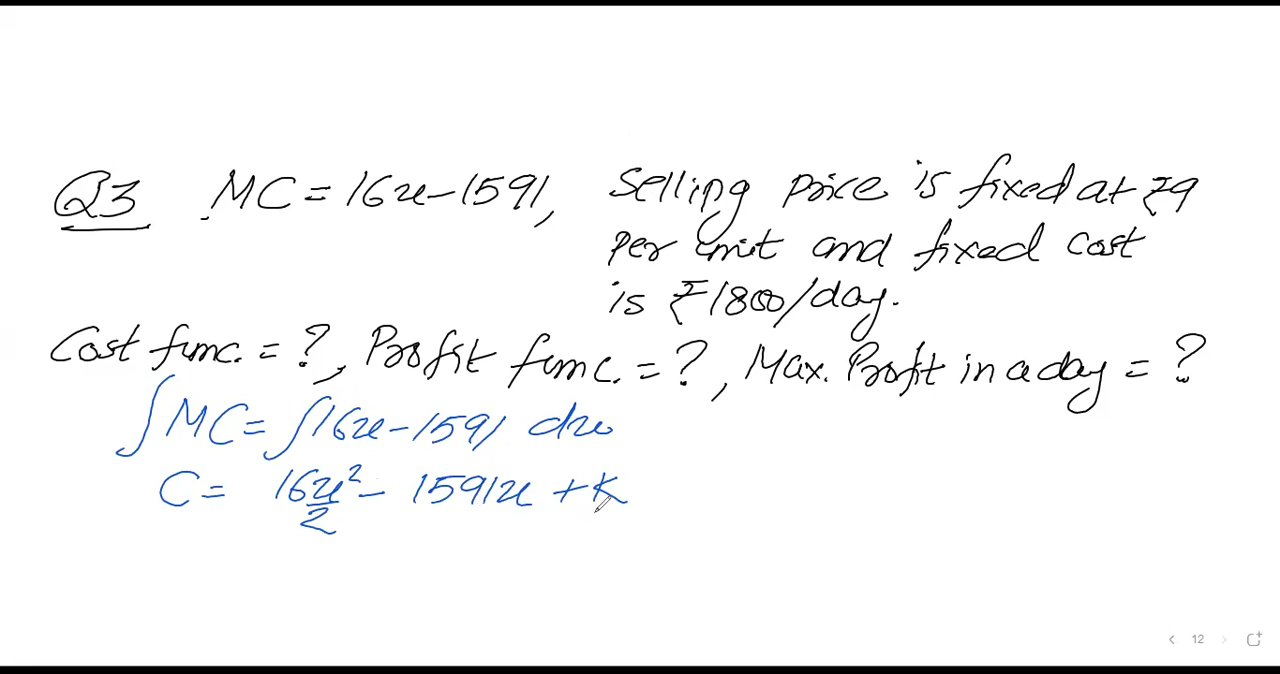 Q3 MC = 16x - 1591, Selling Price is fixed at ₹9
Per unit and fixed Cost
is ₹1800/day.
Cost func. = ?, Profit func. = ?, Max. Profit in a day = ?
∫MC = ∫16x - 1591 dx
C = 16x²/2 - 1591x + K
12